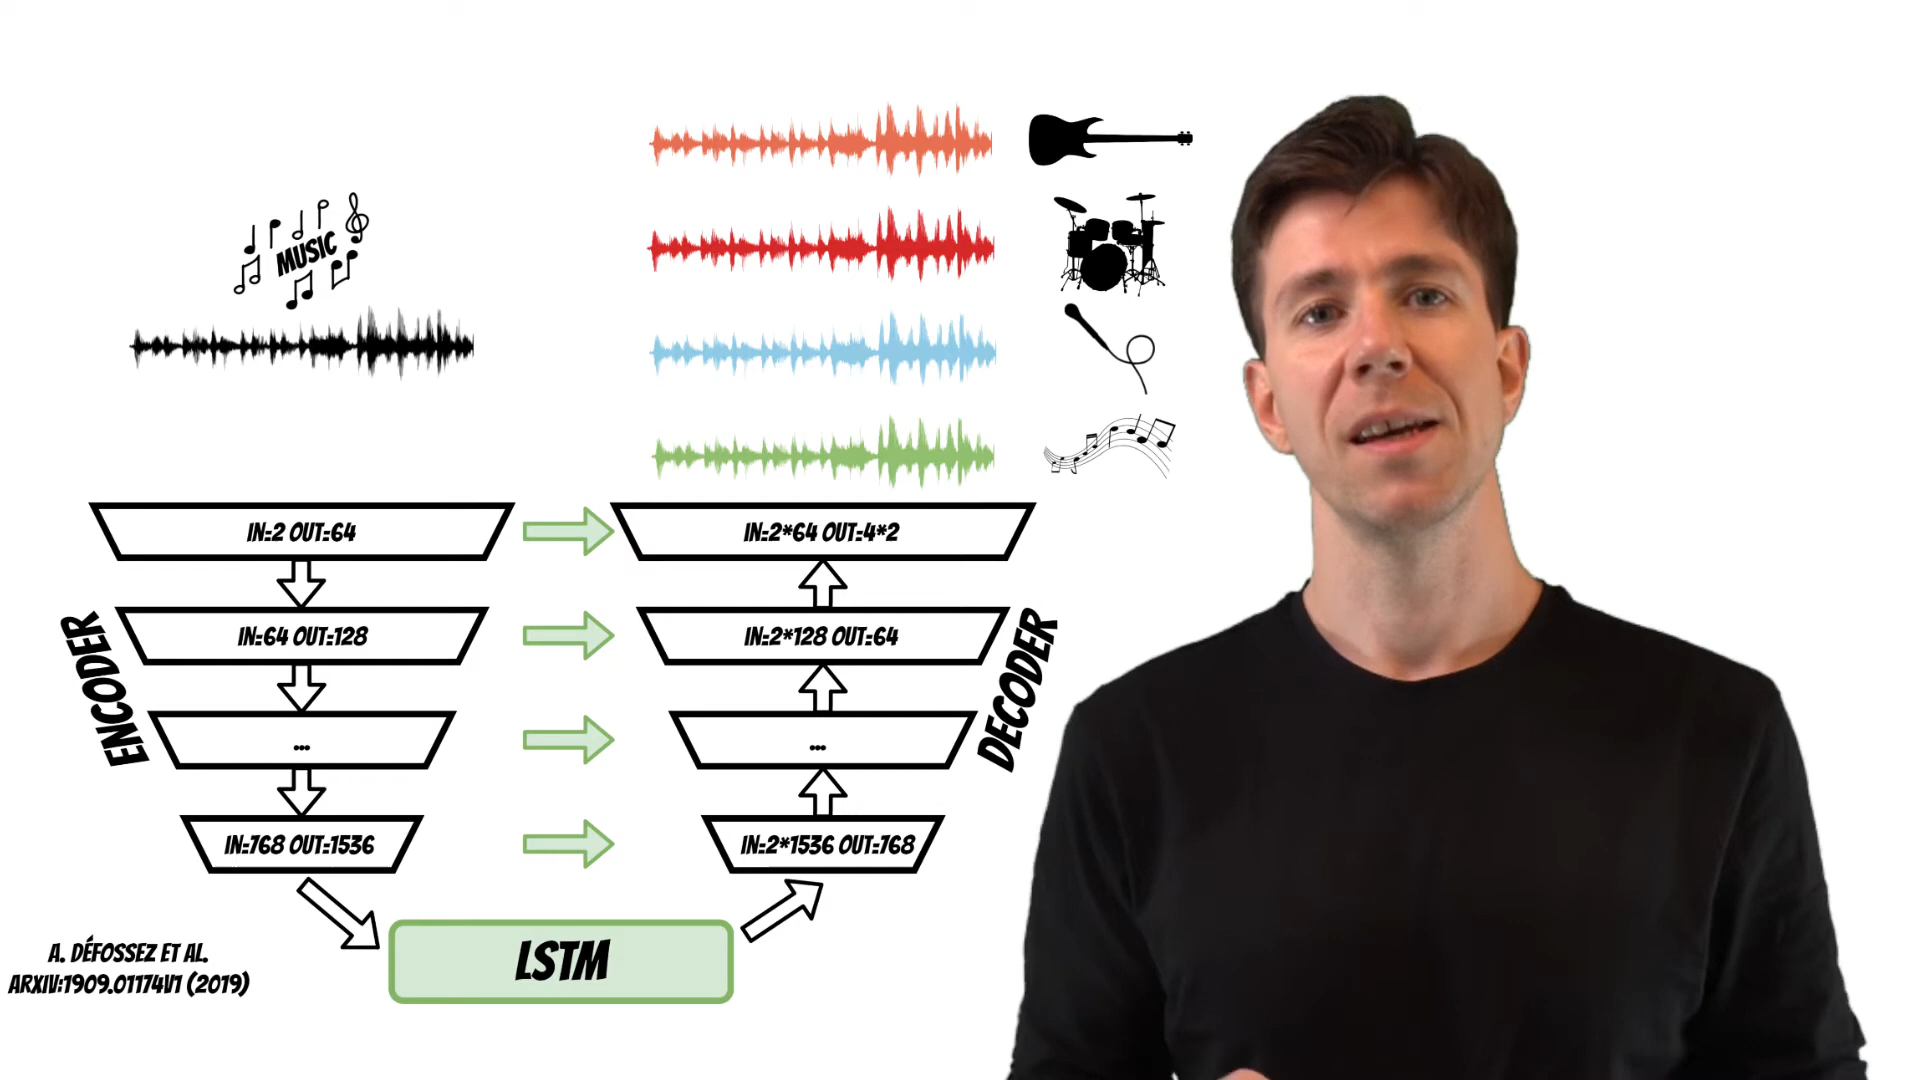 MUSIC
IN=2 OUT=64
IN=2*64 OUT=4*2
IN=64 OUT=128
IN=2*128 OUT=64
ENCODER
DECODER
...
...
IN=768 OUT=1536
IN=2*1536 OUT=768
LSTM
A. DÉFOSSEZ ET AL.
ARXIV:1909.01174V1 (2019)